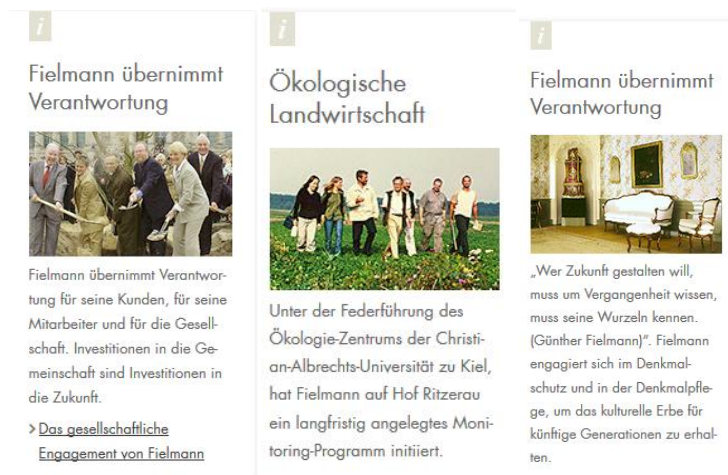 i
Fielmann übernimmt
Verantwortung
Fielmann übernimmt Verantwor-
tung für seine Kunden, für seine
Mitarbeiter und für die Gesell-
schaft. Investitionen in die Ge-
meinschaft sind Investitionen in
die Zukunft.
> Das gesellschaftliche
Engagement von Fielmann
i
Ökologische
Landwirtschaft
Unter der Federführung des
Ökologie-Zentrums der Christi-
an-Albrechts-Universität zu Kiel,
hat Fielmann auf Hof Ritzerau
ein langfristig angelegtes Moni-
toring-Programm initiiert.
i
Fielmann übernimmt
Verantwortung
„Wer Zukunft gestalten will,
muss um Vergangenheit wissen,
muss seine Wurzeln kennen.
(Günther Fielmann)“. Fielmann
engagiert sich im Denkmal-
schutz und in der Denkmalpfle-
ge, um das kulturelle Erbe für
künftige Generationen zu erhal-
ten.